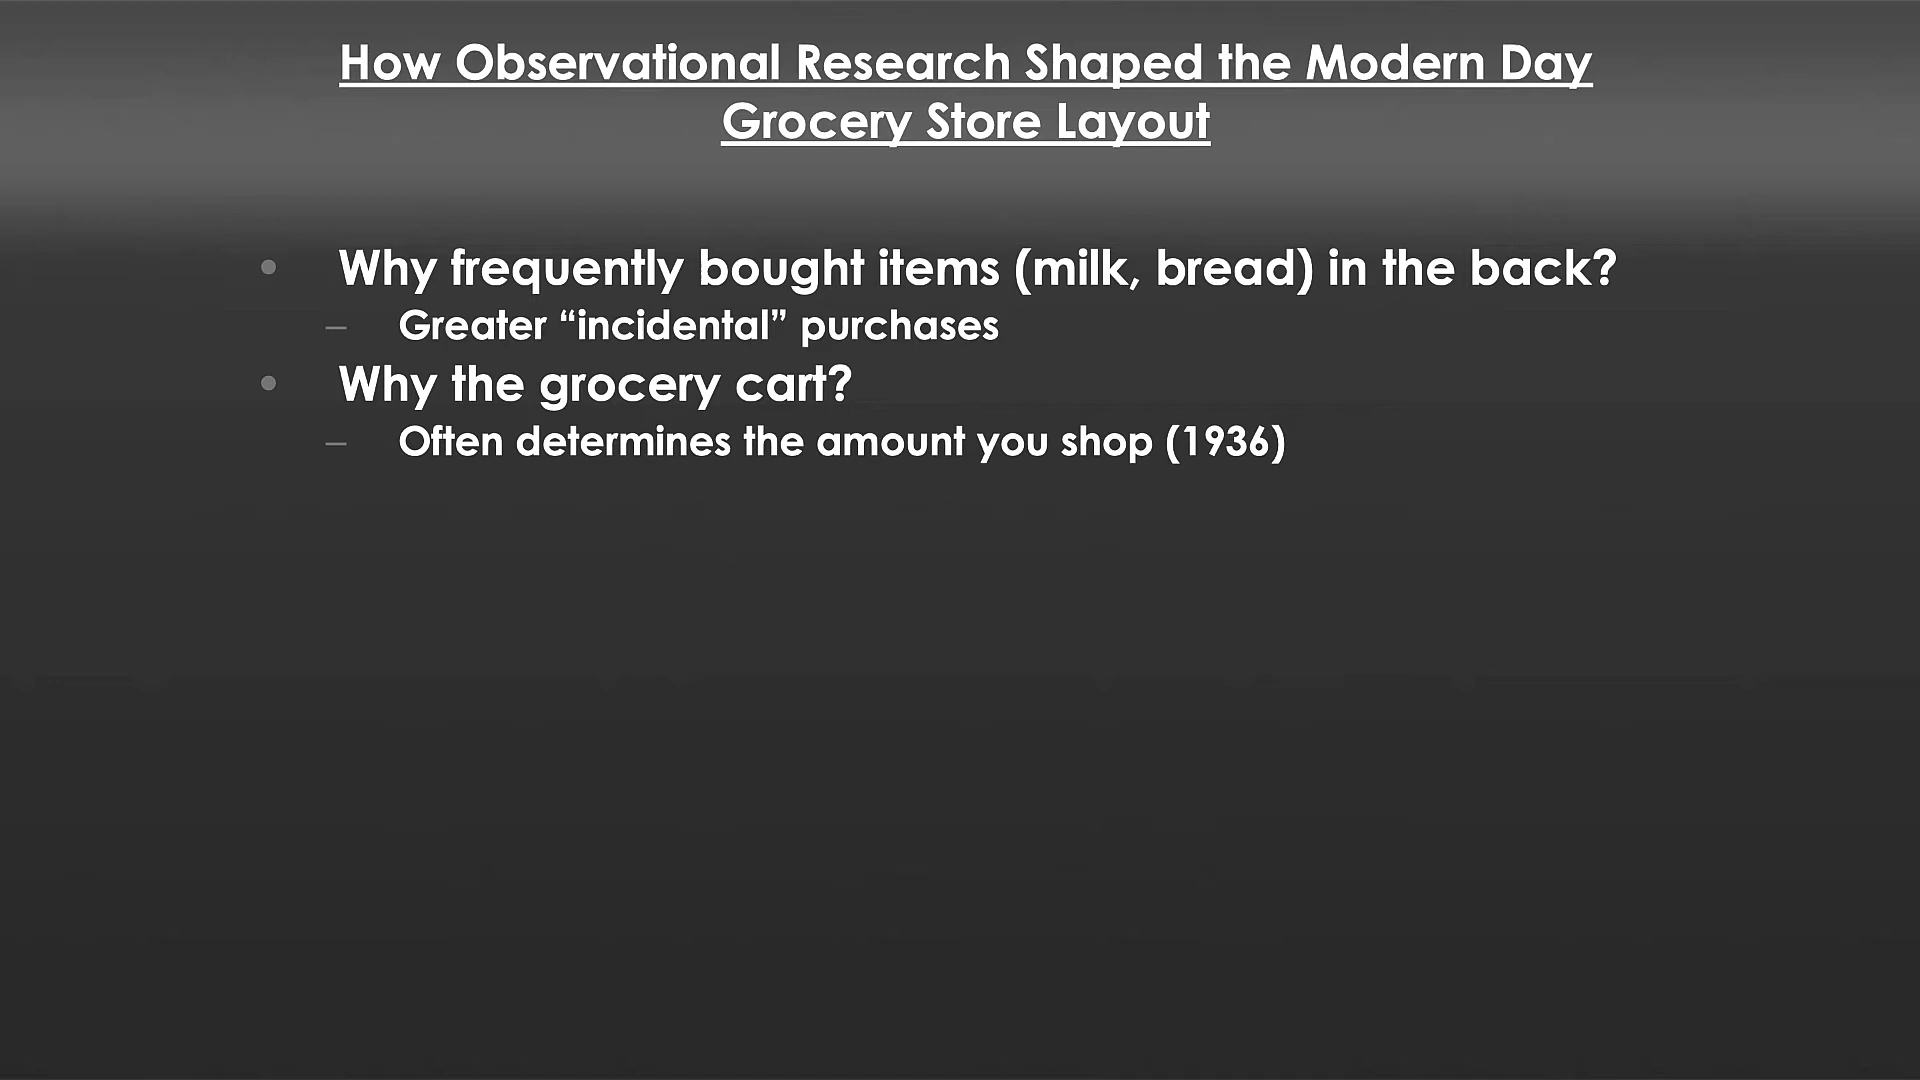 How Observational Research Shaped the Modern Day
Grocery Store Layout
• Why frequently bought items (milk, bread) in the back?
– Greater “incidental” purchases
• Why the grocery cart?
– Often determines the amount you shop (1936)